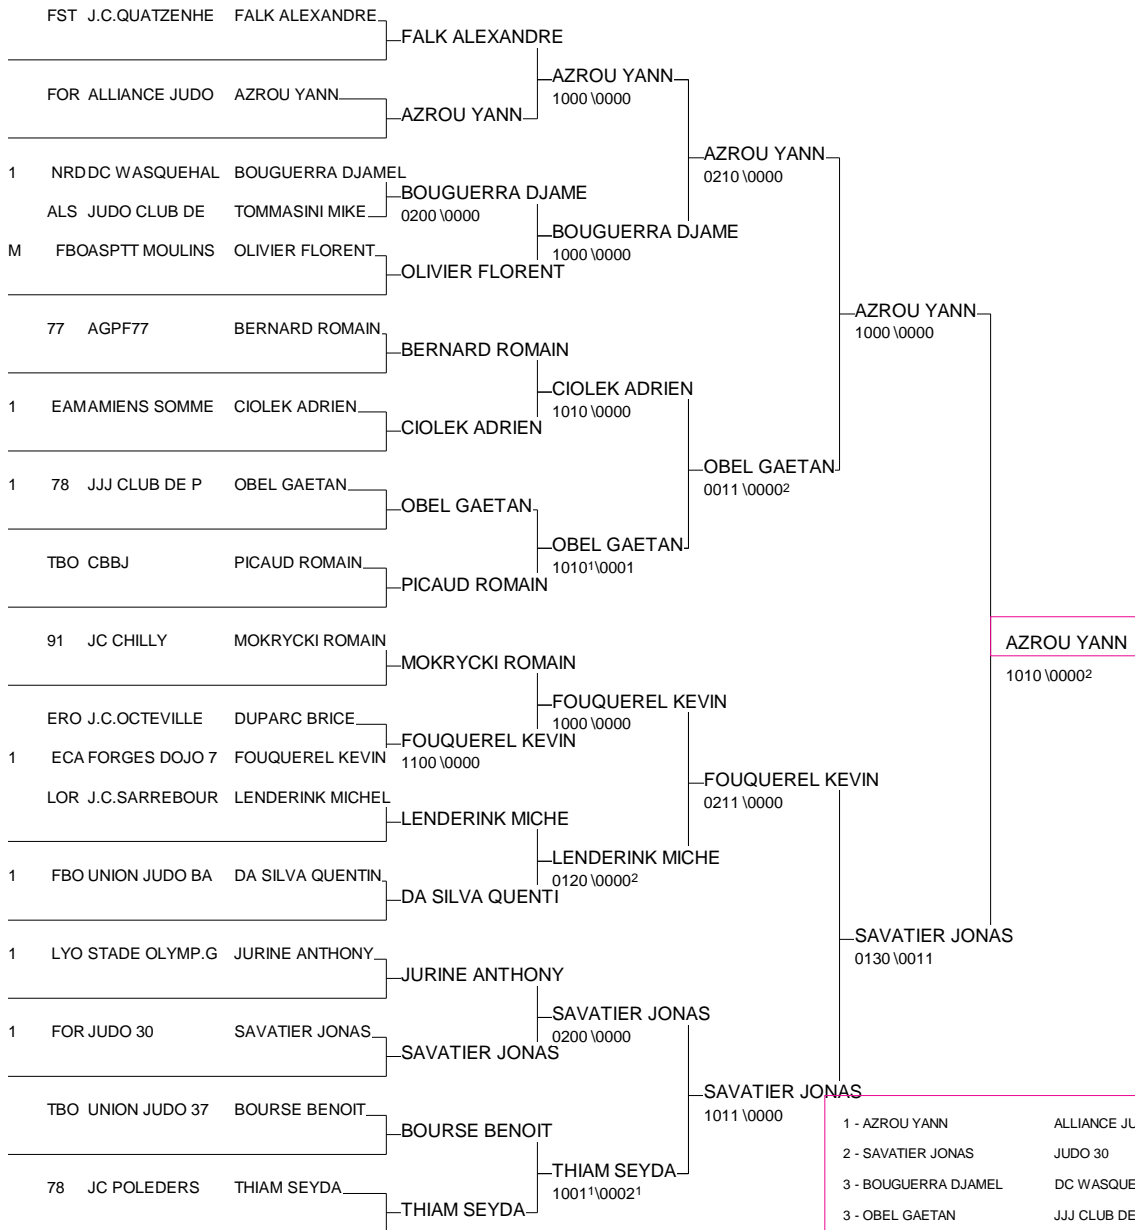 FST J.C.QUATZENHE FALK ALEXANDRE
FALK ALEXANDRE
AZROU YANN
1000 \0000
FOR ALLIANCE JUDO AZROU YANN
AZROU YANN
AZROU YANN
0210 \0000
1 NRD DC WASQUEHAL BOUGUERRA DJAMEL
BOUGUERRA DJAME
0200 \0000
ALS JUDO CLUB DE TOMMASINI MIKE
BOUGUERRA DJAME
1000 \0000
M FBO ASPTT MOULINS OLIVIER FLORENT
OLIVIER FLORENT
AZROU YANN
1000 \0000
77 AGPF77 BERNARD ROMAIN
BERNARD ROMAIN
CIOLEK ADRIEN
1010 \0000
1 EAM AMIENS SOMME CIOLEK ADRIEN
CIOLEK ADRIEN
OBEL GAETAN
0011 \0000²
1 78 JJJ CLUB DE P OBEL GAETAN
OBEL GAETAN
OBEL GAETAN
1010¹\0001
TBO CBBJ PICAUD ROMAIN
PICAUD ROMAIN
AZROU YANN
1010 \0000²
91 JC CHILLY MOKRYCKI ROMAIN
MOKRYCKI ROMAIN
FOUQUEREL KEVIN
1000 \0000
ERO J.C.OCTEVILLE DUPARC BRICE
FOUQUEREL KEVIN
1100 \0000
1 ECA FORGES DOJO 7 FOUQUEREL KEVIN
FOUQUEREL KEVIN
0211 \0000
LOR J.C.SARREBOUR LENDERINK MICHEL
LENDERINK MICHE
LENDERINK MICHE
0120 \0000²
1 FBO UNION JUDO BA DA SILVA QUENTIN
DA SILVA QUENTI
SAVATIER JONAS
0130 \0011
1 LYO STADE OLYMP.G JURINE ANTHONY
JURINE ANTHONY
SAVATIER JONAS
0200 \0000
1 FOR JUDO 30 SAVATIER JONAS
SAVATIER JONAS
SAVATIER JONAS
1011 \0000
TBO UNION JUDO 37 BOURSE BENOIT
BOURSE BENOIT
THIAM SEYDA
1001¹\0002¹
78 JC POLEDERS THIAM SEYDA
THIAM SEYDA
1 - AZROU YANN ALLIANCE JU
2 - SAVATIER JONAS JUDO 30
3 - BOUGUERRA DJAMEL DC WASQUE
3 - OBEL GAETAN JJJ CLUB DE